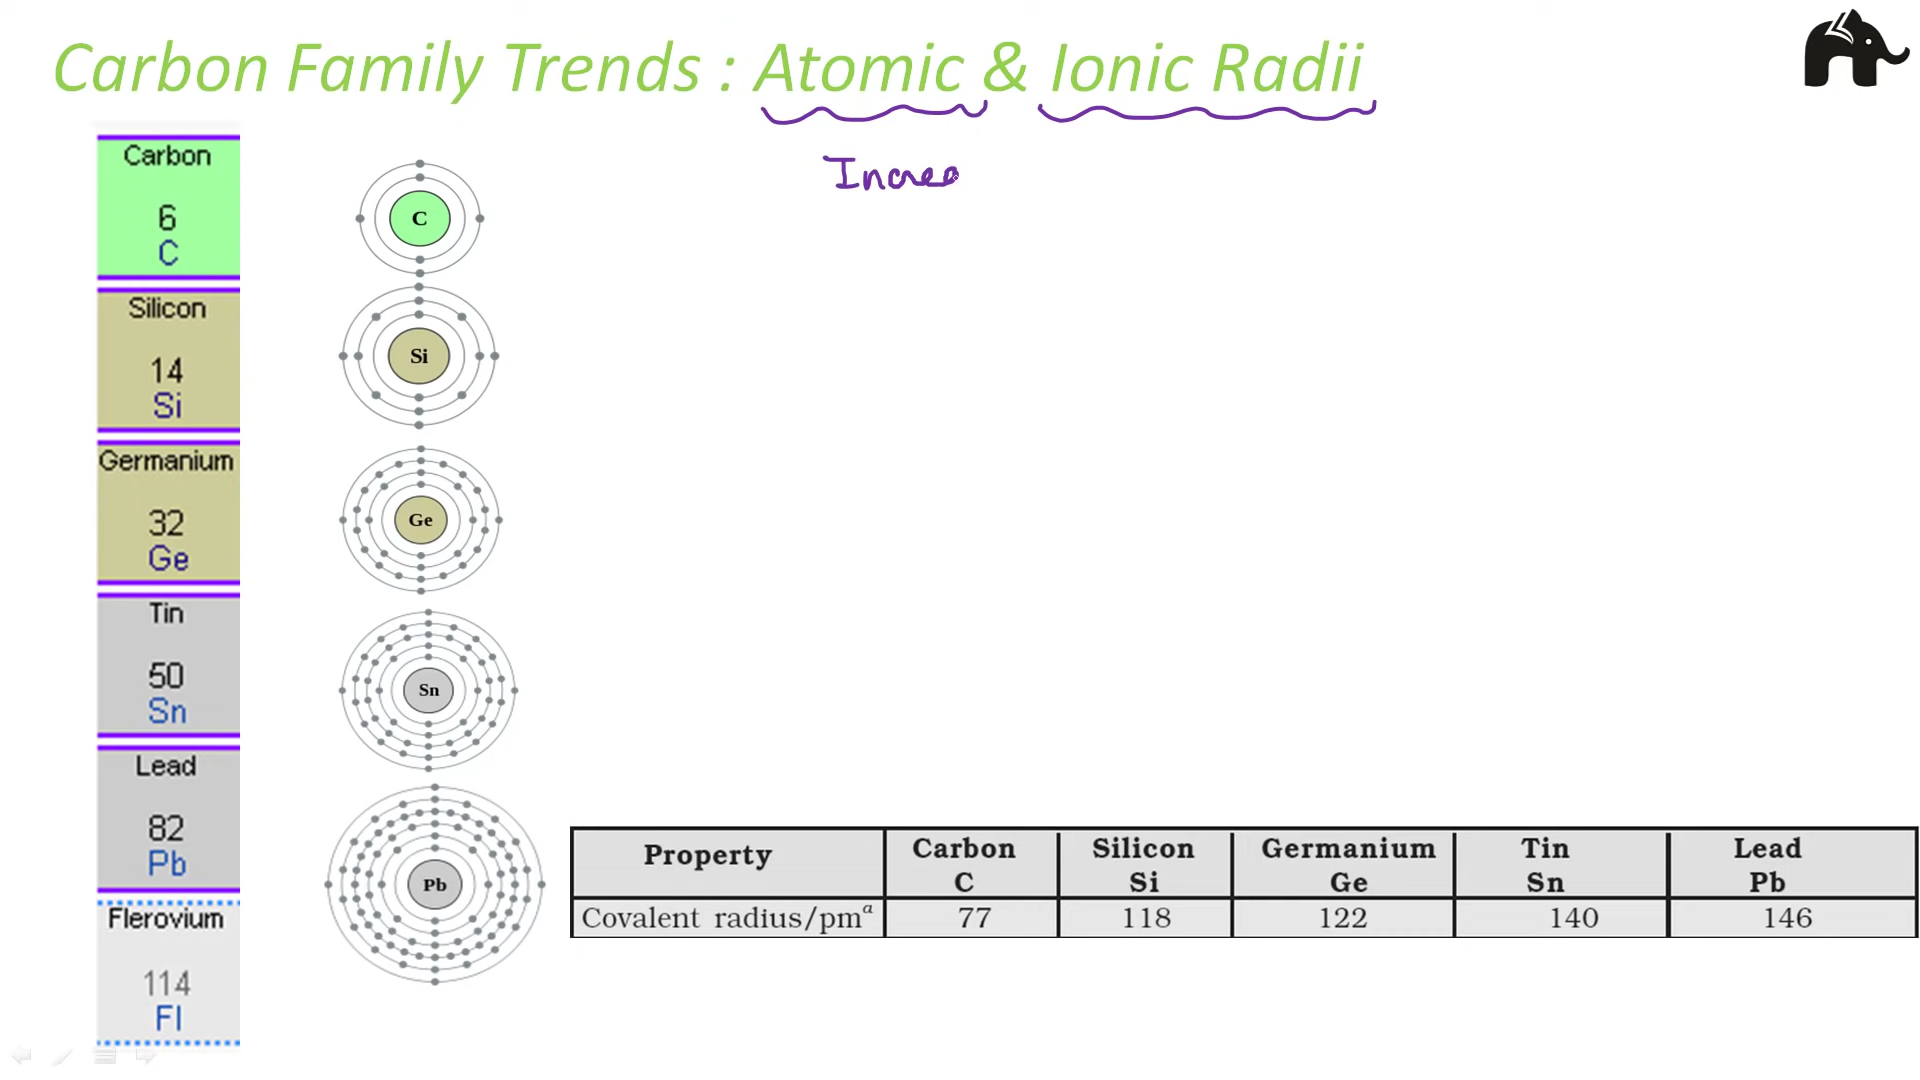 Carbon Family Trends : Atomic & Ionic Radii
Increa
Carbon
6
C
Silicon
14
Si
Germanium
32
Ge
Tin
50
Sn
Lead
82
Pb
Flerovium
114
Fl
C
Si
Ge
Sn
Pb
Property Carbon C Silicon Si Germanium Ge Tin Sn Lead Pb
Covalent radius/pmᵃ 77 118 122 140 146